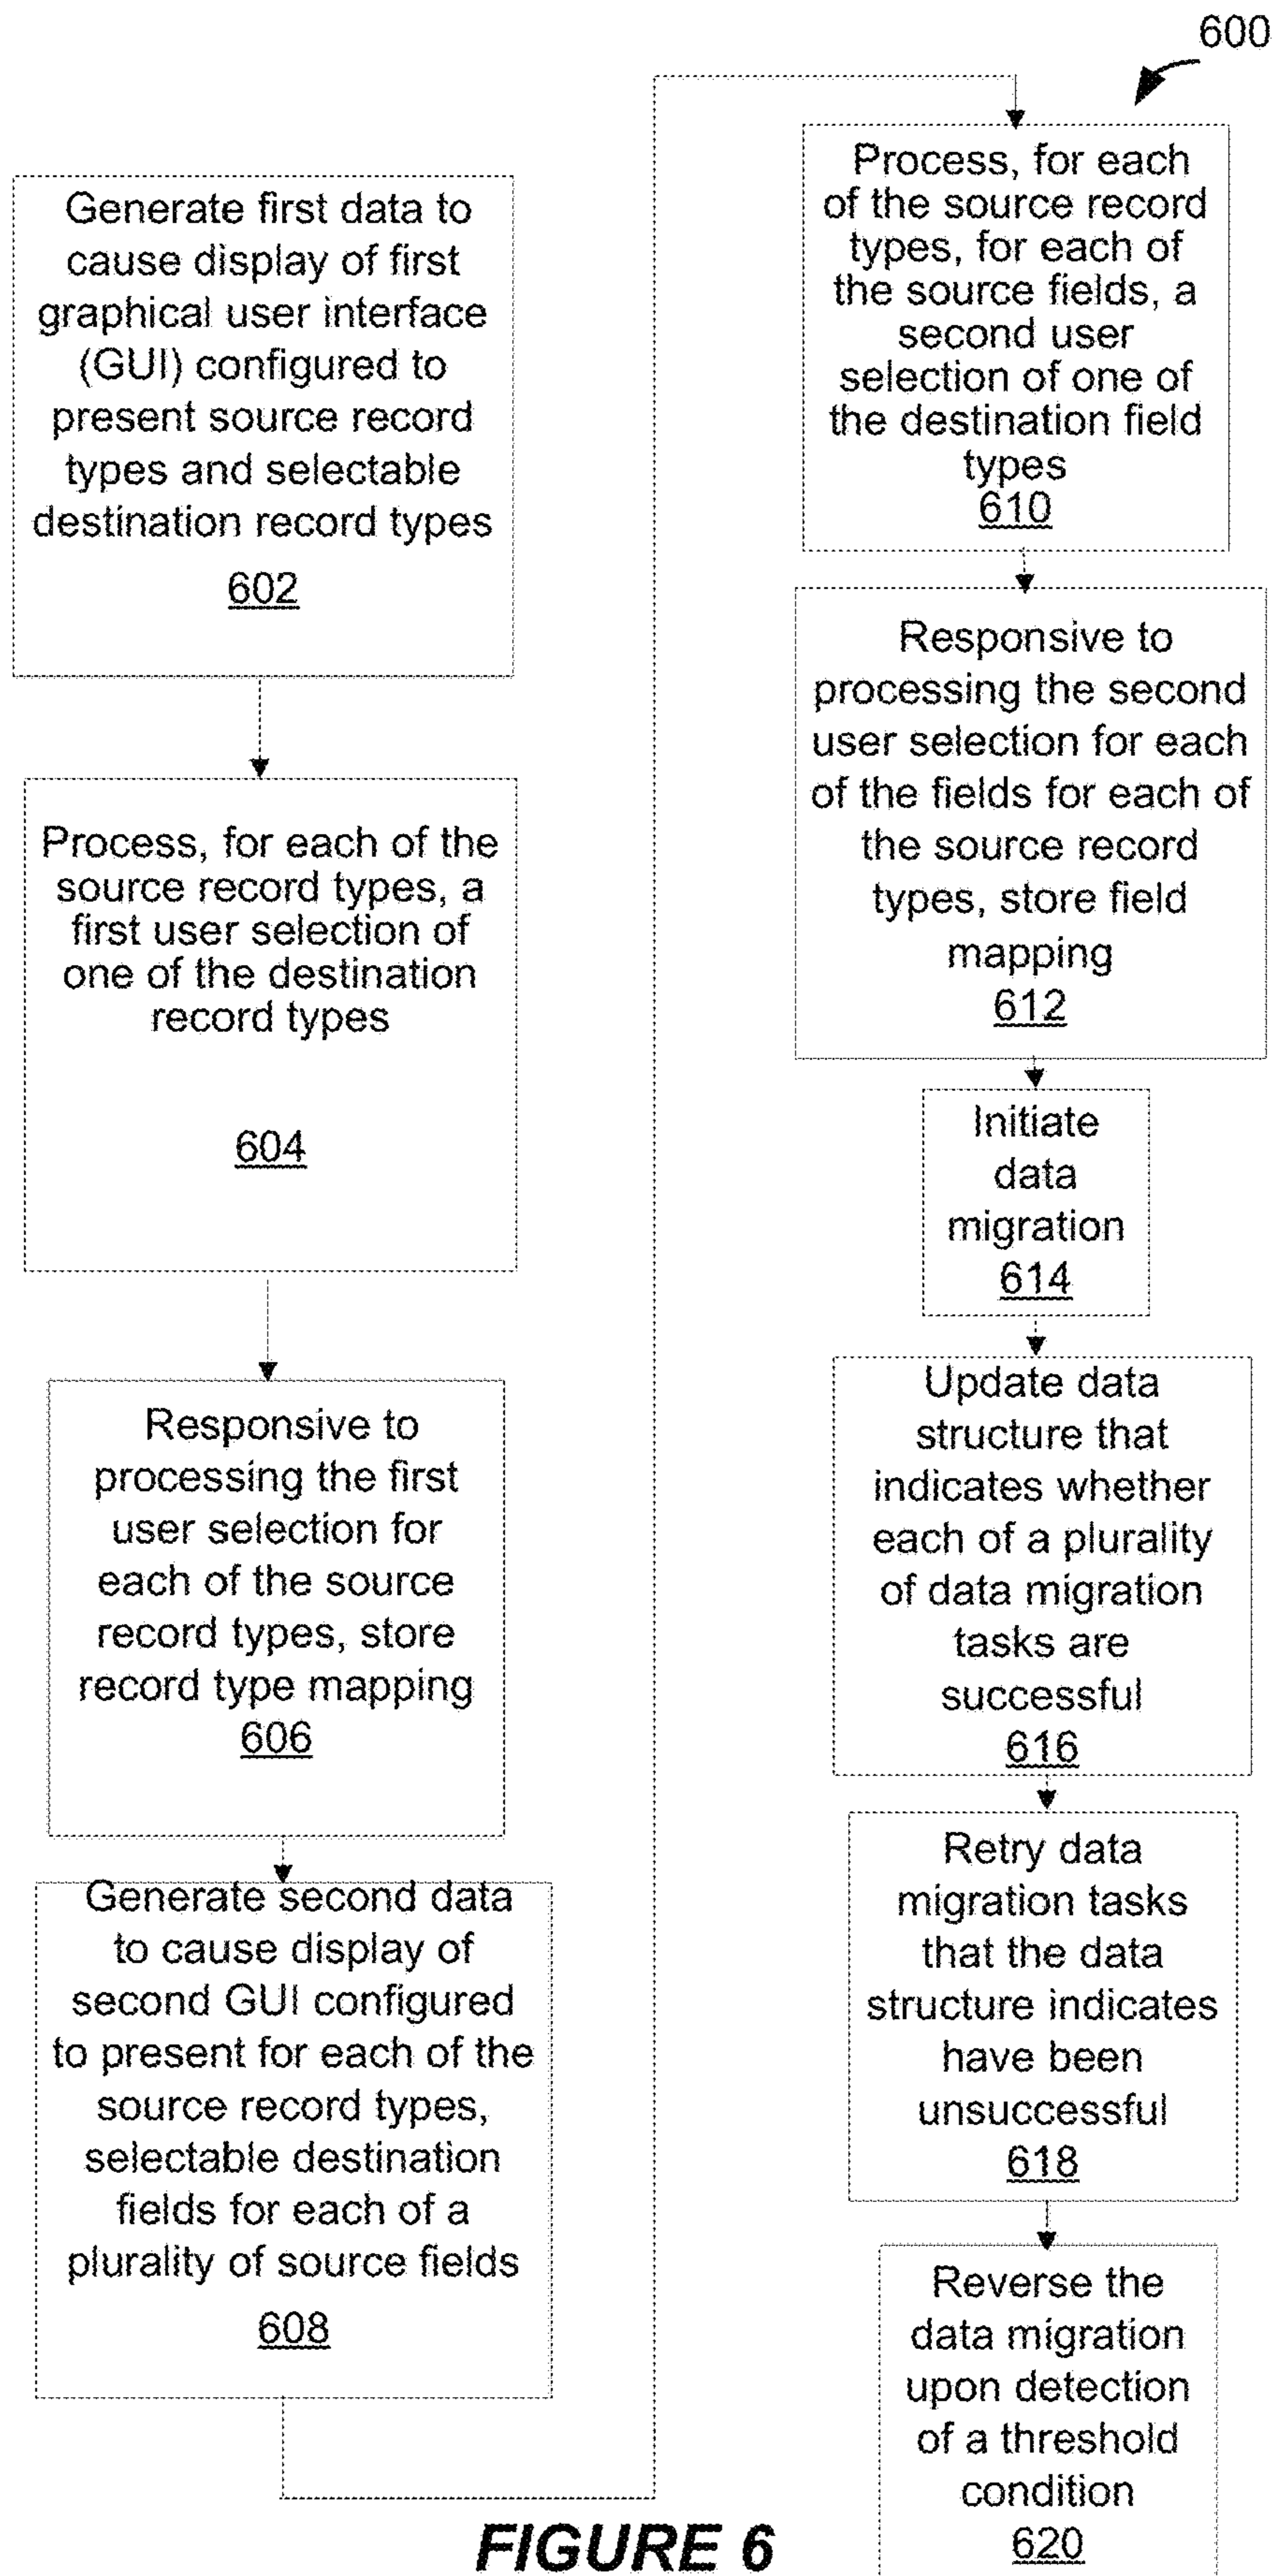 600
Generate first data to
cause display of first
graphical user interface
(GUI) configured to
present source record
types and selectable
destination record types
602
Process, for each of the
source record types, a
first user selection of
one of the destination
record types
604
Responsive to
processing the first
user selection for
each of the source
record types, store
record type mapping
606
Generate second data
to cause display of
second GUI configured
to present for each of the
source record types,
selectable destination
fields for each of a
plurality of source fields
608
Process, for each
of the source record
types, for each of
the source fields, a
second user
selection of one of
the destination field
types
610
Responsive to
processing the second
user selection for each
of the fields for each of
the source record
types, store field
mapping
612
Initiate
data
migration
614
Update data
structure that
indicates whether
each of a plurality
of data migration
tasks are
successful
616
Retry data
migration tasks
that the data
structure indicates
have been
unsuccessful
618
Reverse the
data migration
upon detection
of a threshold
condition
620
FIGURE 6